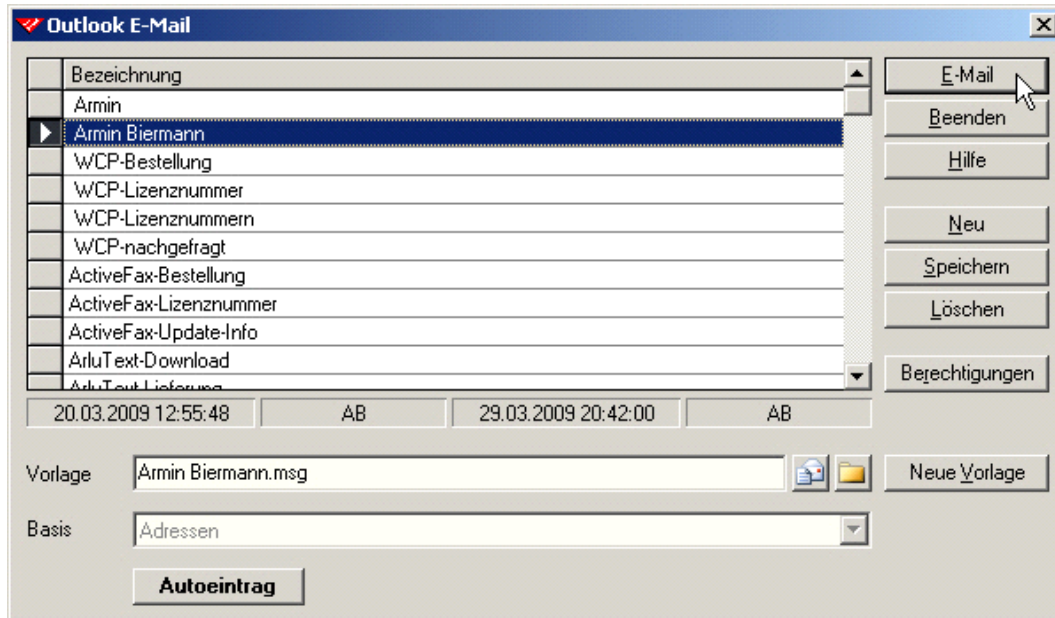 Outlook E-Mail
Bezeichnung
Armin
Armin Biermann
WCP-Bestellung
WCP-Lizenznummer
WCP-Lizenznummern
WCP-nachgefragt
ActiveFax-Bestellung
ActiveFax-Lizenznummer
ActiveFax-Update-Info
ArluText-Download
ArluText-Lieferung
E-Mail
Beenden
Hilfe
Neu
Speichern
Löschen
Berechtigungen
20.03.2009 12:55:48 AB 29.03.2009 20:42:00 AB
Vorlage Armin Biermann.msg Neue Vorlage
Basis Adressen
Autoeintrag